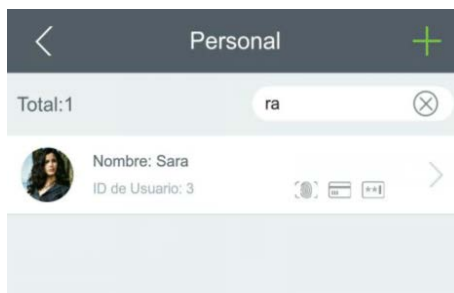 Personal
Total:1
ra
Nombre: Sara
ID de Usuario: 3